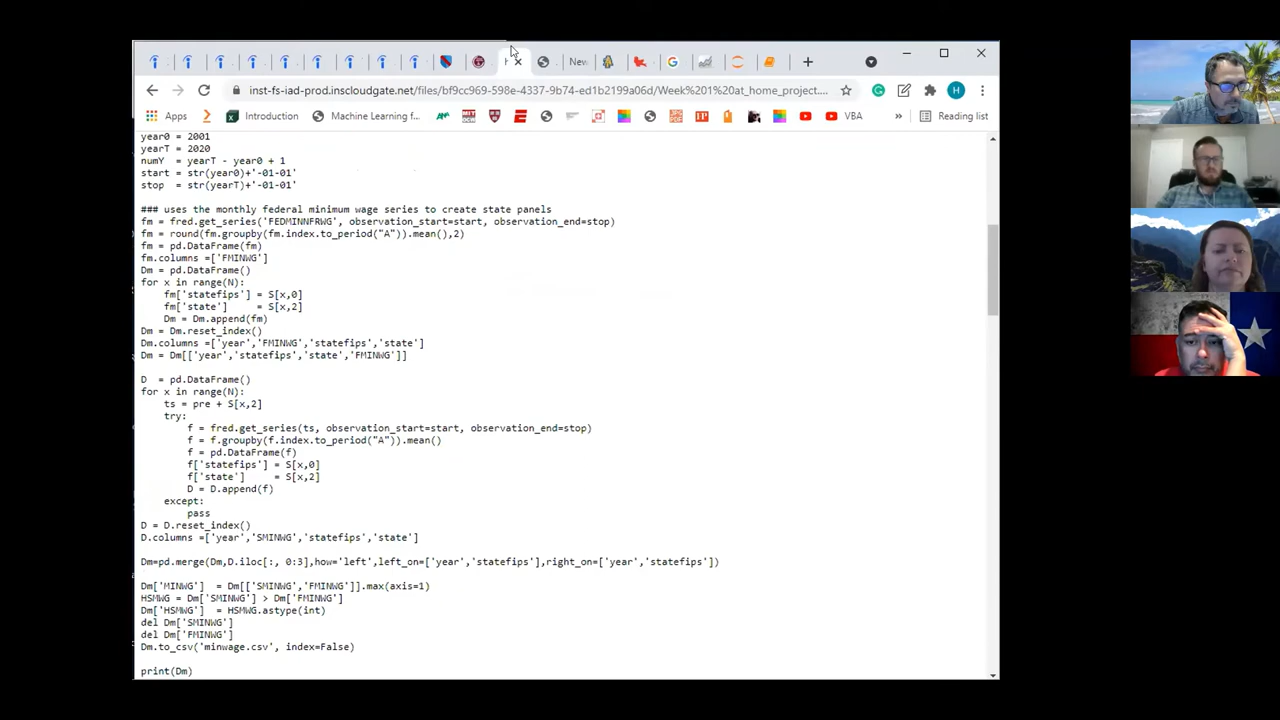 New
inst-fs-iad-prod.inscloudgate.net/files/bf9cc969-598e-4337-9b74-ed1b2199a06d/Week%201%20at_home_project....
H
Apps
Introduction
Machine Learning f...
VBA
»
Reading list
year0 = 2001
yearT = 2020
numY  = yearT - year0 + 1
start = str(year0)+'-01-01'
stop  = str(yearT)+'-01-01'
### uses the monthly federal minimum wage series to create state panels
fm = fred.get_series('FEDMINNFRWG', observation_start=start, observation_end=stop)
fm = round(fm.groupby(fm.index.to_period("A")).mean(),2)
fm = pd.DataFrame(fm)
fm.columns =['FMINWG']
Dm = pd.DataFrame()
for x in range(N):
    fm['statefips'] = S[x,0]
    fm['state']     = S[x,2]
    Dm = Dm.append(fm)
Dm = Dm.reset_index()
Dm.columns =['year','FMINWG','statefips','state']
Dm = Dm[['year','statefips','state','FMINWG']]
D  = pd.DataFrame()
for x in range(N):
    ts = pre + S[x,2]
    try:
        f = fred.get_series(ts, observation_start=start, observation_end=stop)
        f = f.groupby(f.index.to_period("A")).mean()
        f = pd.DataFrame(f)
        f['statefips'] = S[x,0]
        f['state']     = S[x,2]
        D = D.append(f)
    except:
        pass
D = D.reset_index()
D.columns =['year','SMINWG','statefips','state']
Dm=pd.merge(Dm,D.iloc[:, 0:3],how='left',left_on=['year','statefips'],right_on=['year','statefips'])
Dm['MINWG']  = Dm[['SMINWG','FMINWG']].max(axis=1)
HSMWG = Dm['SMINWG'] > Dm['FMINWG']
Dm['HSMWG']  = HSMWG.astype(int)
del Dm['SMINWG']
del Dm['FMINWG']
Dm.to_csv('minwage.csv', index=False)
print(Dm)